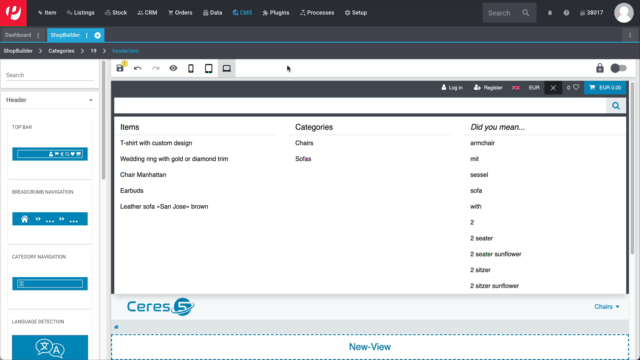 Item Listings Stock CRM Orders Data CMS Plugins Processes Setup Search 38017
Dashboard ShopBuilder
ShopBuilder Categories 19 header(en)
Search
Header
TOP BAR
BREADCRUMB NAVIGATION
CATEGORY NAVIGATION
LANGUAGE DETECTION
Log in Register EUR 0 EUR 0.00
Items Categories Did you mean...
T-shirt with custom design Chairs armchair
Wedding ring with gold or diamond trim Sofas mit
Chair Manhattan sessel
Earbuds sofa
Leather sofa »San Jose« brown with
2
2 seater
2 seater sunflower
2 sitzer
2 sitzer sunflower
Ceres 5 Chairs
New-View